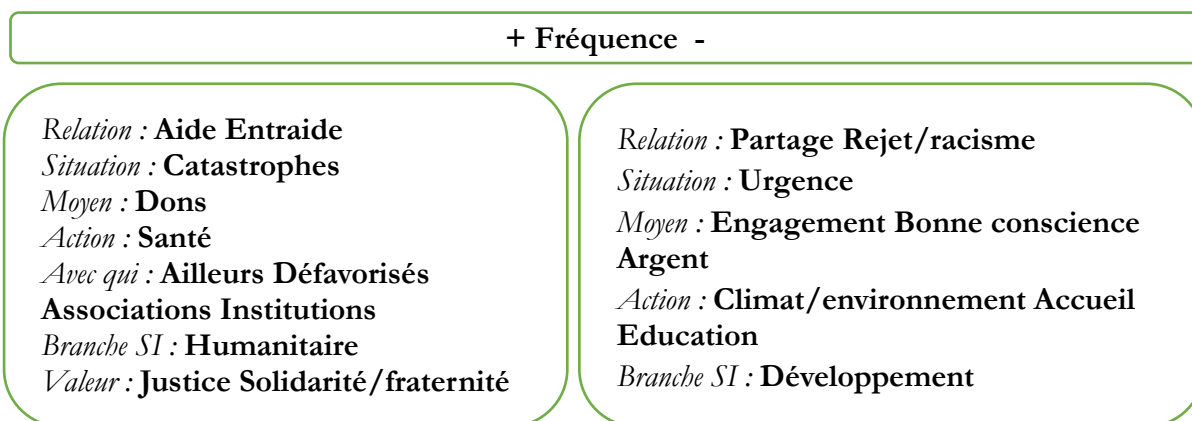 + Fréquence -
Relation : Aide Entraide
Situation : Catastrophes
Moyen : Dons
Action : Santé
Avec qui : Ailleurs Défavorisés
Associations Institutions
Branche SI : Humanitaire
Valeur : Justice Solidarité/fraternité
Relation : Partage Rejet/racisme
Situation : Urgence
Moyen : Engagement Bonne conscience
Argent
Action : Climat/environnement Accueil
Education
Branche SI : Développement